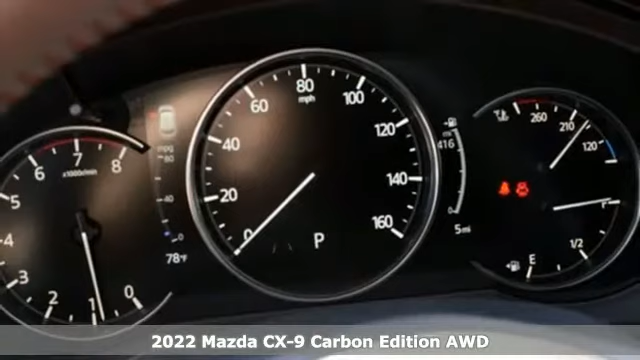 80
mph
60
100
40
120
20
140
0
160
P
8
7
6
5
4
3
2
1
0
x1000r/min
mpg
80
40
0
78°F
mi
416
0
5mi
260
210
120
F
1/2
E
2022 Mazda CX-9 Carbon Edition AWD